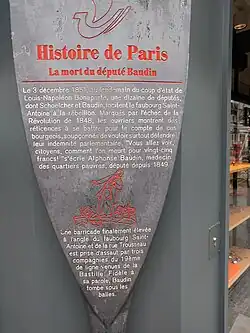 Histoire de Paris
La mort du député Baudin
Le 3 décembre 1851, au lendemain du coup d'état de
Louis-Napoléon Bonaparte, une dizaine de députés,
dont Schoelcher et Baudin, incitent le faubourg Saint-
Antoine à la rébellion. Marqués par l'échec de la
Révolution de 1848, les ouvriers montrent des
réticences à se battre pour le compte de cun
bourgeois, soupçonnés de vouloir surtout défendre
leur indemnité parlementaire. "Vous allez voir,
citoyens, comment l'on meurt pour vingt-cinq
francs!" s'écrie Alphonse Baudin, médecin
des quartiers pauvres, député depuis 1849.
Une barricade finalement élevée
à l'angle du faubourg Saint-
Antoine et de la rue Trousseau
est prise d'assaut par trois
compagnies du 19ème
de ligne venues de la
Bastille. Fidèle à
sa parole, Baudin
tombe sous les
balles.